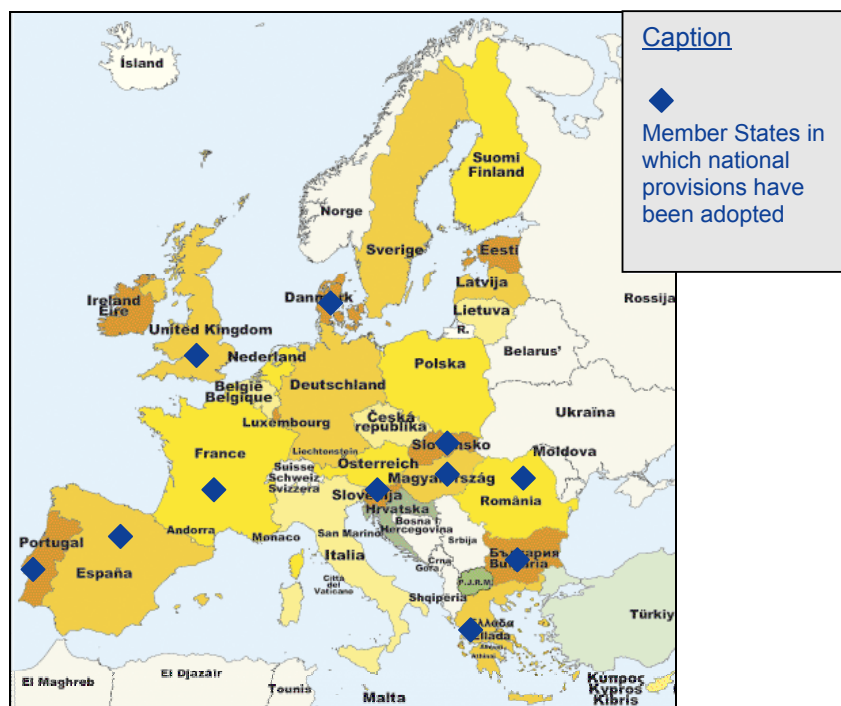 Caption
Member States in
which national
provisions have
been adopted
Ísland
Suomi
Finland
Norge
Sverige
Eesti
Latvija
Lietuva
R.
Rossija
Danmark
Ireland
Éire
United Kingdom
Nederland
België
Belgique
Deutschland
Polska
Belarus'
Ukraïna
Luxembourg
Česká
republika
Slovensko
Liechtenstein
France
Suisse
Schweiz
Svizzera
Österreich
Magyarország
Moldova
România
Slovenija
Hrvatska
Bosna i
Hercegovina
Srbija
Andorra
Monaco
San Marino
Italia
Città
del
Vaticano
Crna
Gora
България
Bulgaria
P.J.R.M.
Shqipëria
Portugal
España
Ελλάδα
Ellada
Türkiy
El Maghreb
El Djazáir
Tounis
Malta
Κύπρος
Kypros
Kibris